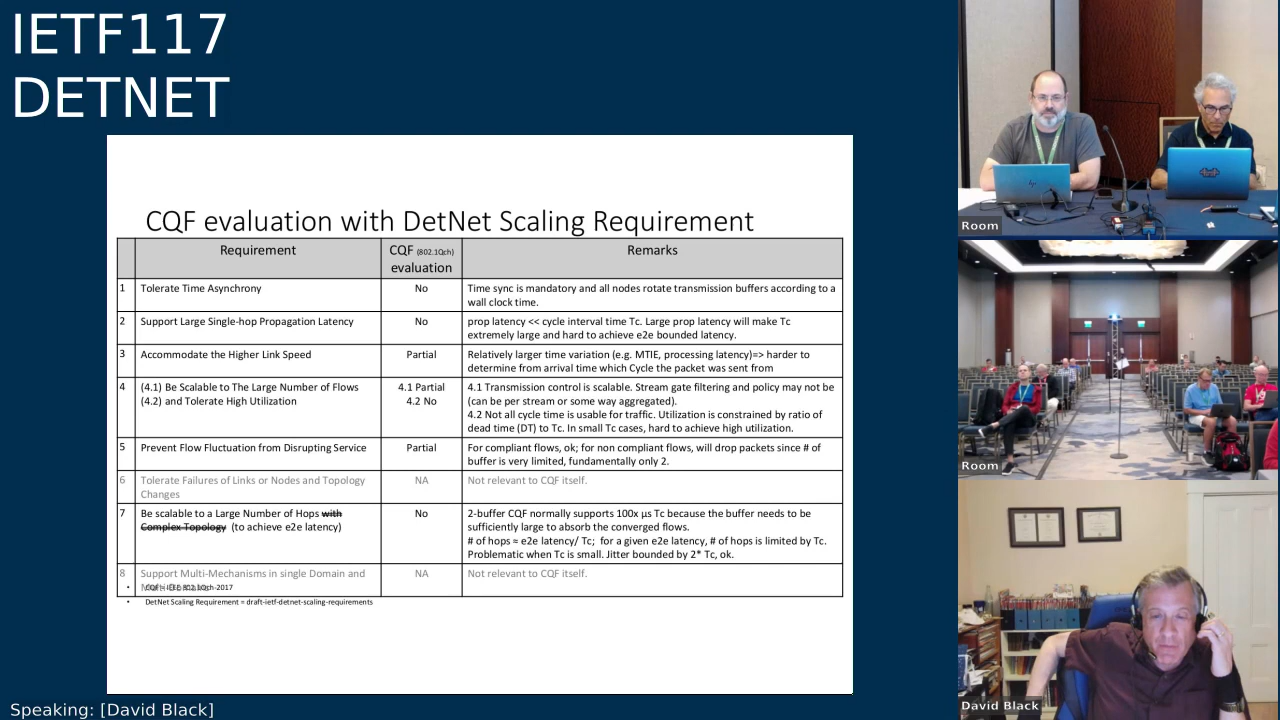 IETF117
DETNET
CQF evaluation with DetNet Scaling Requirement
Requirement
CQF (802.1Qch)
evaluation
Remarks
1
Tolerate Time Asynchrony
No
Time sync is mandatory and all nodes rotate transmission buffers according to a
wall clock time.
2
Support Large Single-hop Propagation Latency
No
prop latency << cycle interval time Tc. Large prop latency will make Tc
extremely large and hard to achieve e2e bounded latency.
3
Accommodate the Higher Link Speed
Partial
Relatively larger time variation (e.g. MTIE, processing latency)=> harder to
determine from arrival time which Cycle the packet was sent from
4
(4.1) Be Scalable to The Large Number of Flows
(4.2) and Tolerate High Utilization
4.1 Partial
4.2 No
4.1 Transmission control is scalable. Stream gate filtering and policy may not be
(can be per stream or some way aggregated).
4.2 Not all cycle time is usable for traffic. Utilization is constrained by ratio of
dead time (DT) to Tc. In small Tc cases, hard to achieve high utilization.
5
Prevent Flow Fluctuation from Disrupting Service
Partial
For compliant flows, ok; for non compliant flows, will drop packets since # of
buffer is very limited, fundamentally only 2.
6
Tolerate Failures of Links or Nodes and Topology
Changes
NA
Not relevant to CQF itself.
7
Be scalable to a Large Number of Hops with
Complex Topology (to achieve e2e latency)
No
2-buffer CQF normally supports 100x µs Tc because the buffer needs to be
sufficiently large to absorb the converged flows.
# of hops ≈ e2e latency/ Tc; for a given e2e latency, # of hops is limited by Tc.
Problematic when Tc is small. Jitter bounded by 2* Tc, ok.
8
Support Multi-Mechanisms in single Domain and
NA
Not relevant to CQF itself.
• CQF = IEEE 802.1Qch-2017
• DetNet Scaling Requirement = draft-ietf-detnet-scaling-requirements
Room
Room
David Black
Speaking: [David Black]